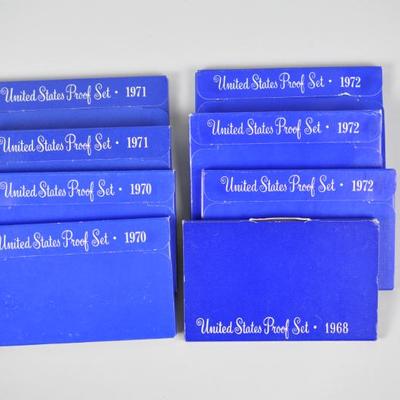 United States Proof Set · 1971
United States Proof Set · 1971
United States Proof Set · 1970
United States Proof Set · 1970
United States Proof Set · 1972
United States Proof Set · 1972
United States Proof Set · 1972
United States Proof Set · 1968